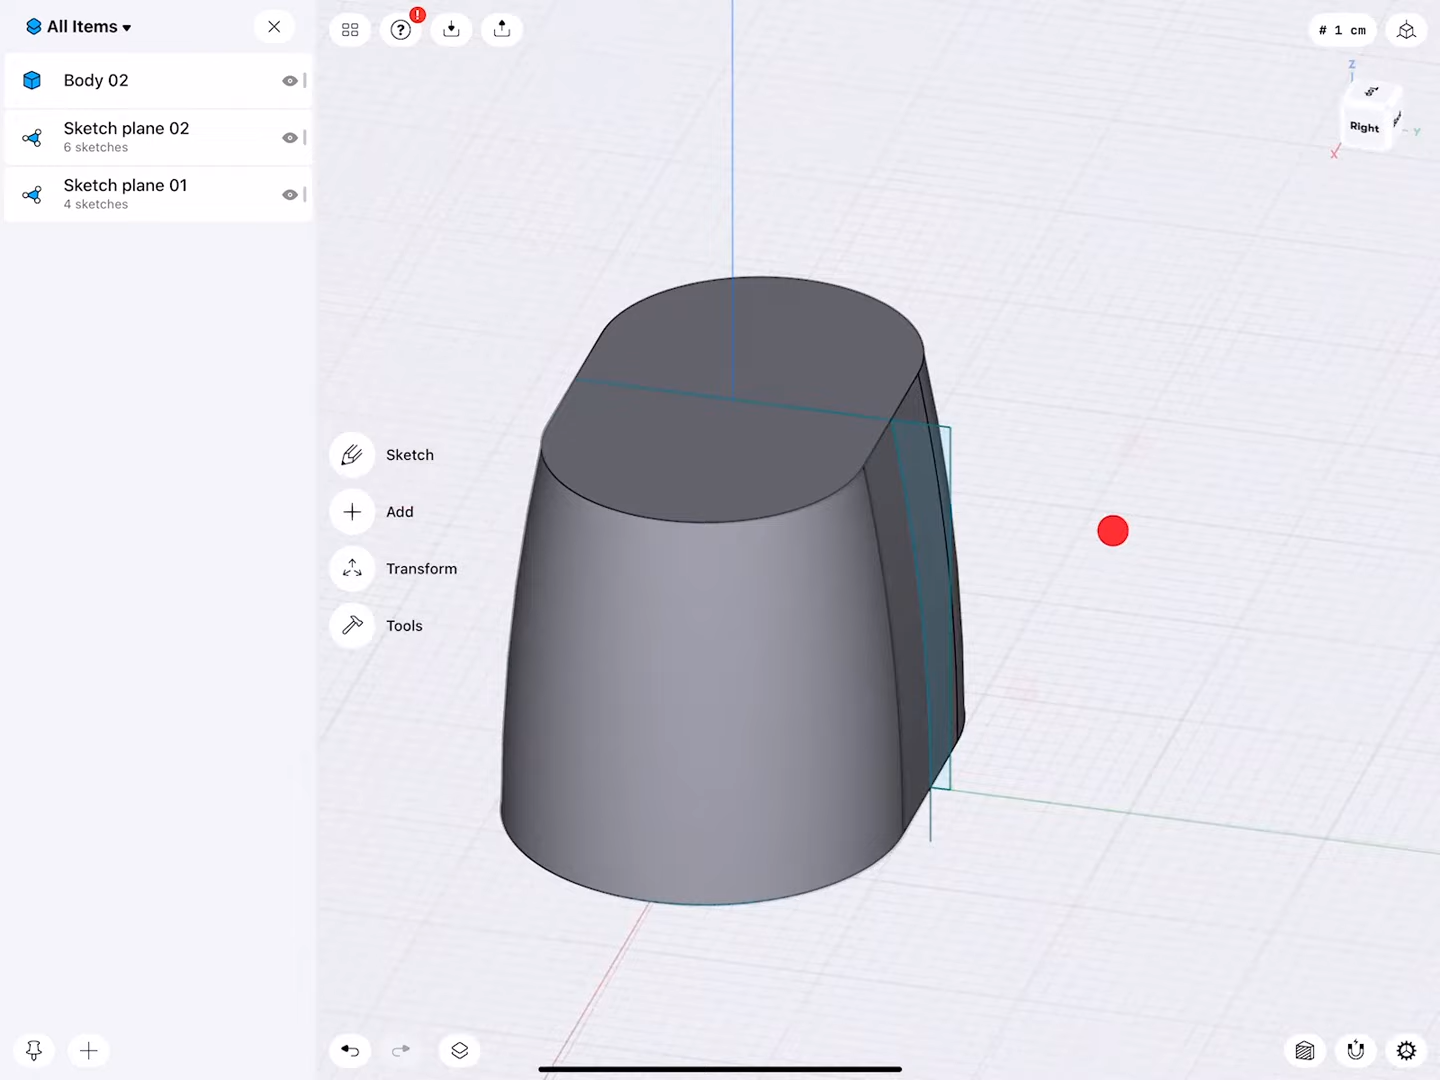 All Items
Body 02
Sketch plane 02
6 sketches
Sketch plane 01
4 sketches
# 1 cm
Z
Right
Y
X
Sketch
Add
Transform
Tools